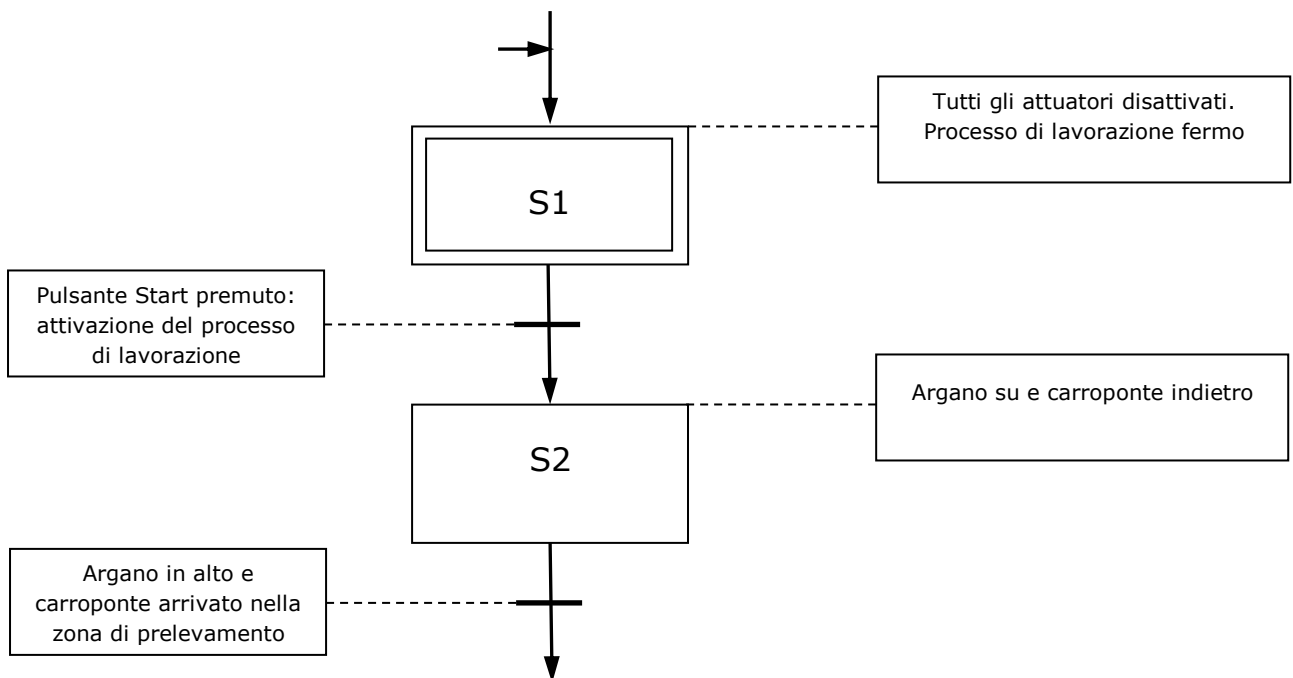 Tutti gli attuatori disattivati.
Processo di lavorazione fermo
S1
Pulsante Start premuto:
attivazione del processo
di lavorazione
Argano su e carroponte indietro
S2
Argano in alto e
carroponte arrivato nella
zona di prelevamento